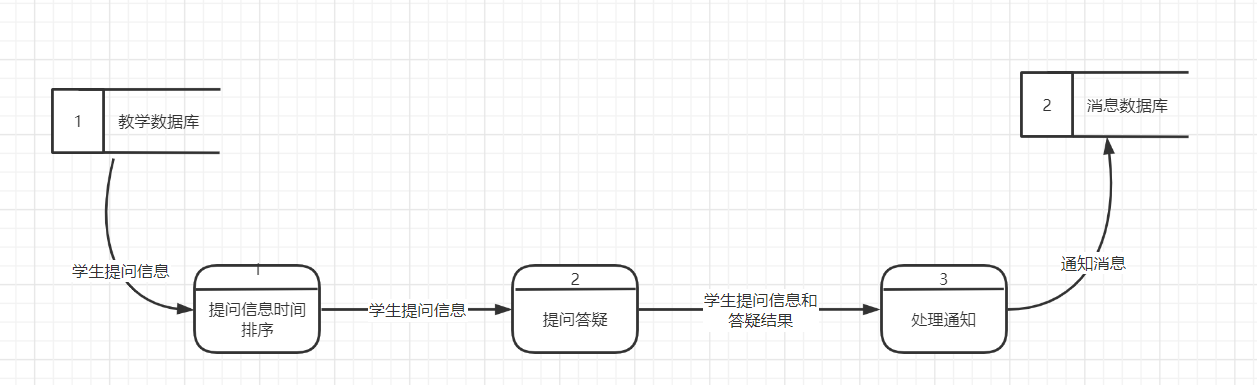 1
教学数据库
2
消息数据库
学生提问信息
1
提问信息时间
排序
学生提问信息
2
提问答疑
学生提问信息和
答疑结果
3
处理通知
通知消息